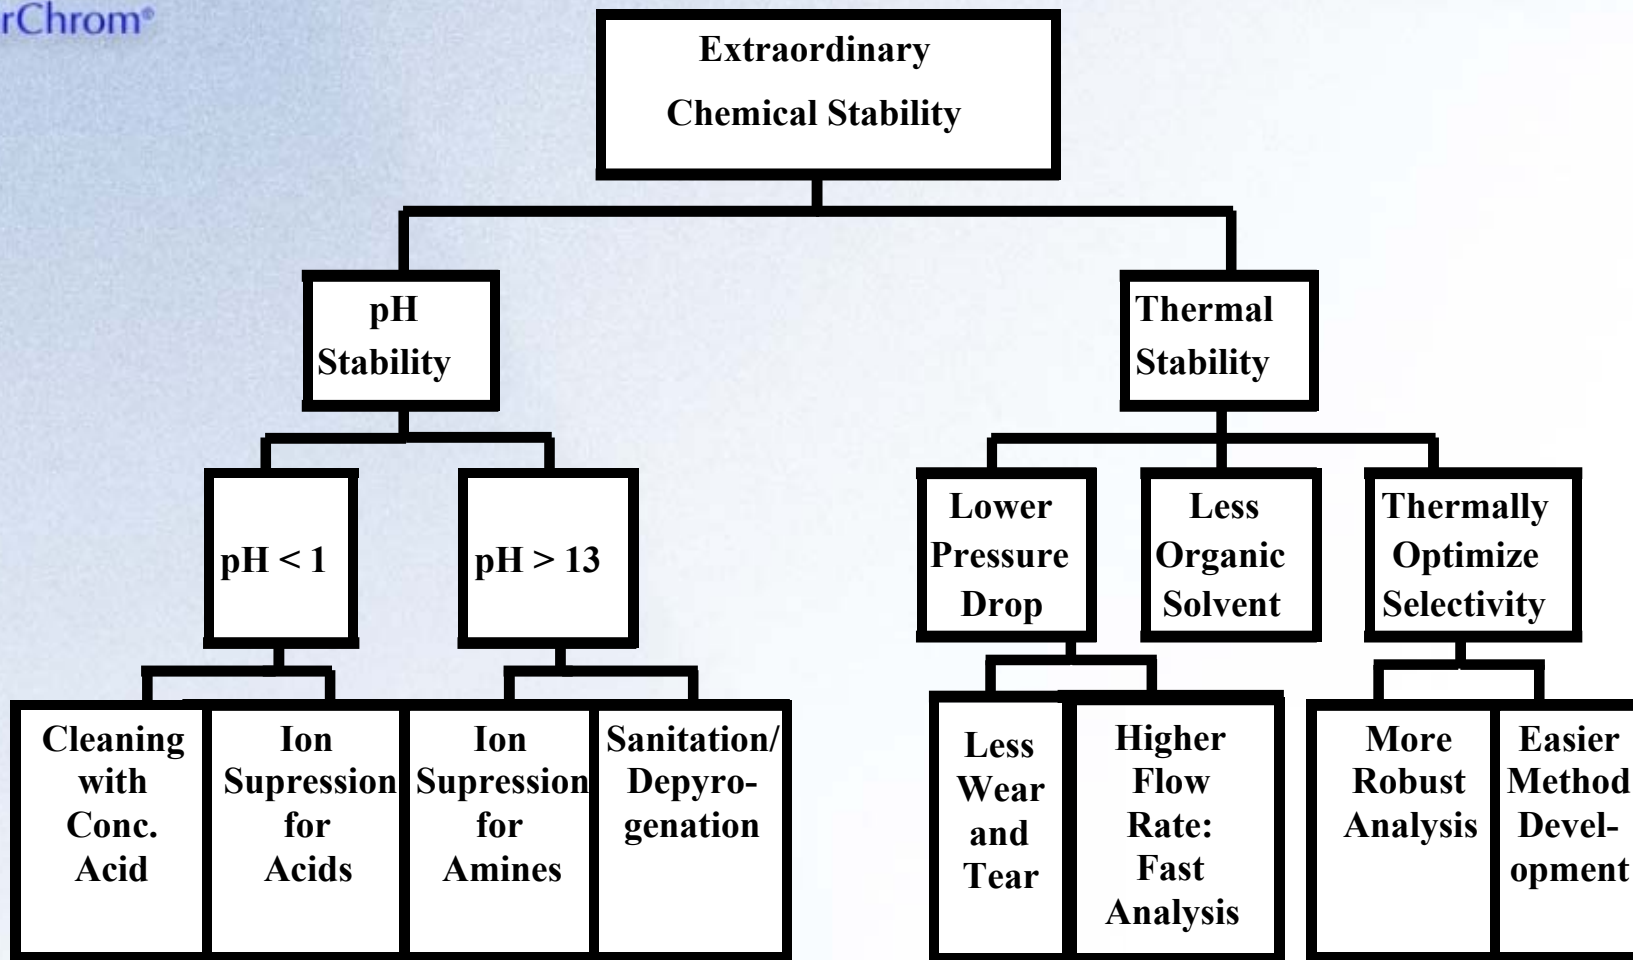 rChrom®
Extraordinary
Chemical Stability
pH
Stability
Thermal
Stability
pH < 1
pH > 13
Lower
Pressure
Drop
Less
Organic
Solvent
Thermally
Optimize
Selectivity
Cleaning
with
Conc.
Acid
Ion
Supression
for
Acids
Ion
Supression
for
Amines
Sanitation/
Depyro-
genation
Less
Wear
and
Tear
Higher
Flow
Rate:
Fast
Analysis
More
Robust
Analysis
Easier
Method
Devel-
opment